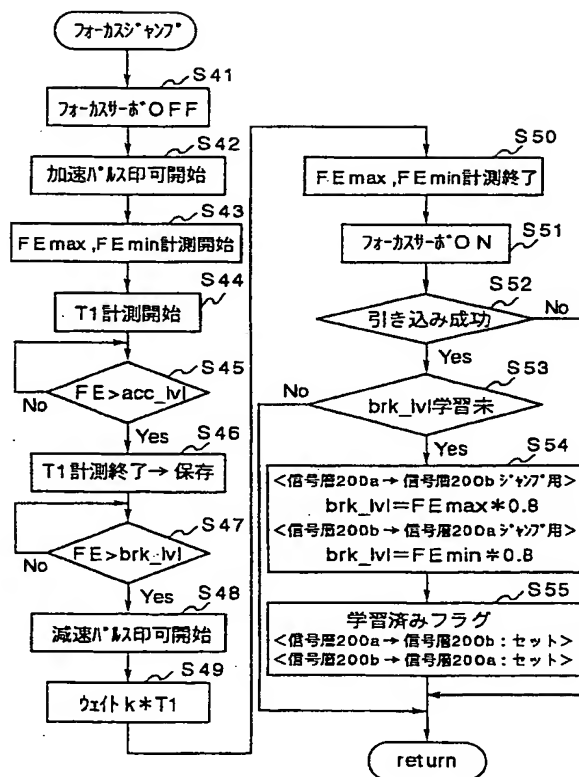 フォーカスジャンプ
S41
フォーカスサーボOFF
S42
加速パルス印可開始
S43
FEmax,FEmin計測開始
S44
T1計測開始
S45
FE>acc_lvl
No
Yes
S46
T1計測終了→保存
S47
FE>brk_lvl
No
Yes
S48
減速パルス印可開始
S49
ウェイトk*T1
S50
FEmax,FEmin計測終了
S51
フォーカスサーボON
S52
引き込み成功
No
Yes
S53
No
brk_lvl学習未
Yes
S54
<信号層200a→信号層200bジャンプ用>
brk_lvl=FEmax*0.8
<信号層200b→信号層200aジャンプ用>
brk_lvl=FEmin*0.8
S55
学習済みフラグ
<信号層200a→信号層200b:セット>
<信号層200b→信号層200a:セット>
return